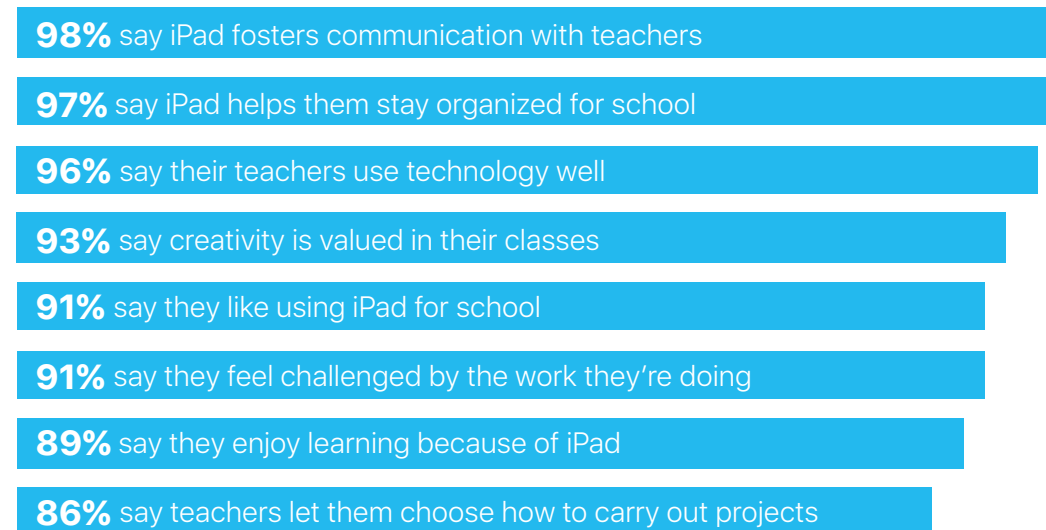 98% say iPad fosters communication with teachers
97% say iPad helps them stay organized for school
96% say their teachers use technology well
93% say creativity is valued in their classes
91% say they like using iPad for school
91% say they feel challenged by the work they’re doing
89% say they enjoy learning because of iPad
86% say teachers let them choose how to carry out projects